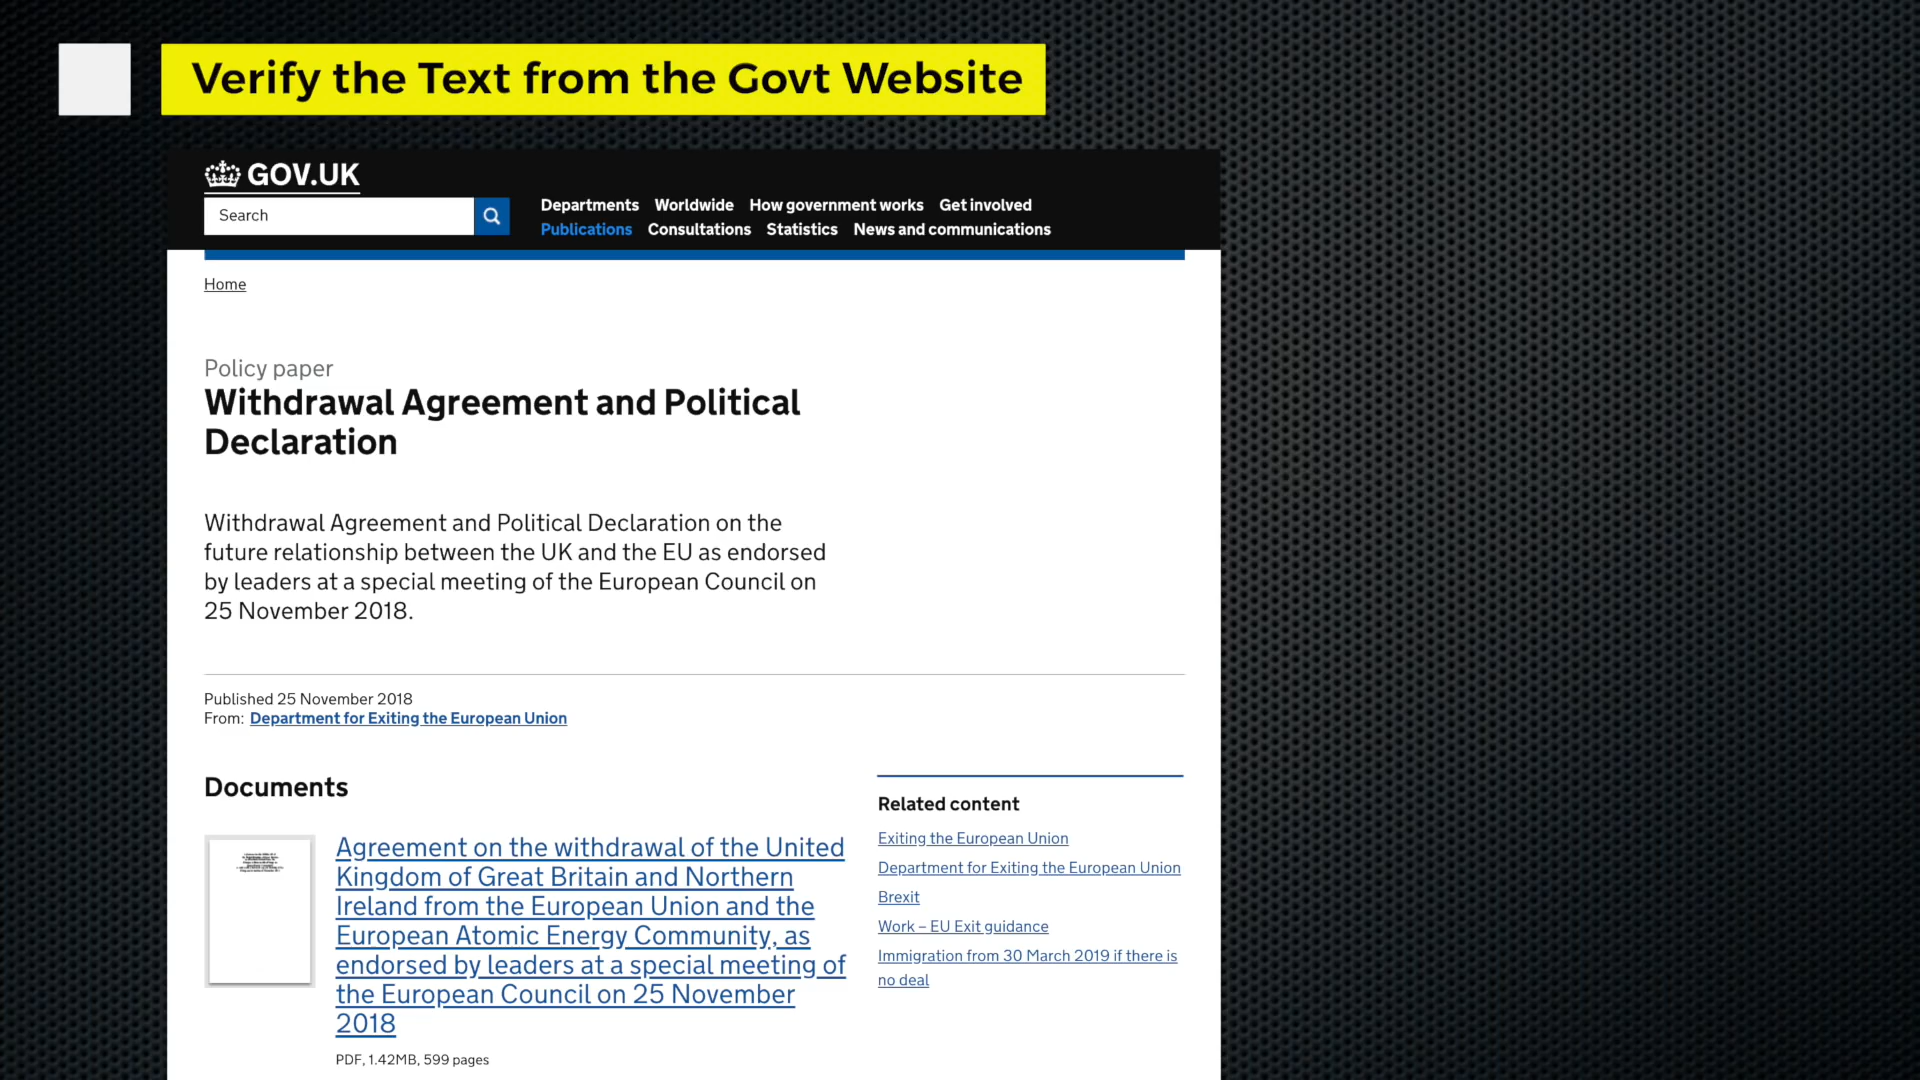 Verify the Text from the Govt Website
GOV.UK
Search
Departments Worldwide How government works Get involved
Publications Consultations Statistics News and communications
Home
Policy paper
Withdrawal Agreement and Political
Declaration
Withdrawal Agreement and Political Declaration on the
future relationship between the UK and the EU as endorsed
by leaders at a special meeting of the European Council on
25 November 2018.
Published 25 November 2018
From: Department for Exiting the European Union
Documents
Agreement on the withdrawal of the United
Kingdom of Great Britain and Northern
Ireland from the European Union and the
European Atomic Energy Community, as
endorsed by leaders at a special meeting of
the European Council on 25 November
2018
PDF, 1.42MB, 599 pages
Related content
Exiting the European Union
Department for Exiting the European Union
Brexit
Work – EU Exit guidance
Immigration from 30 March 2019 if there is
no deal